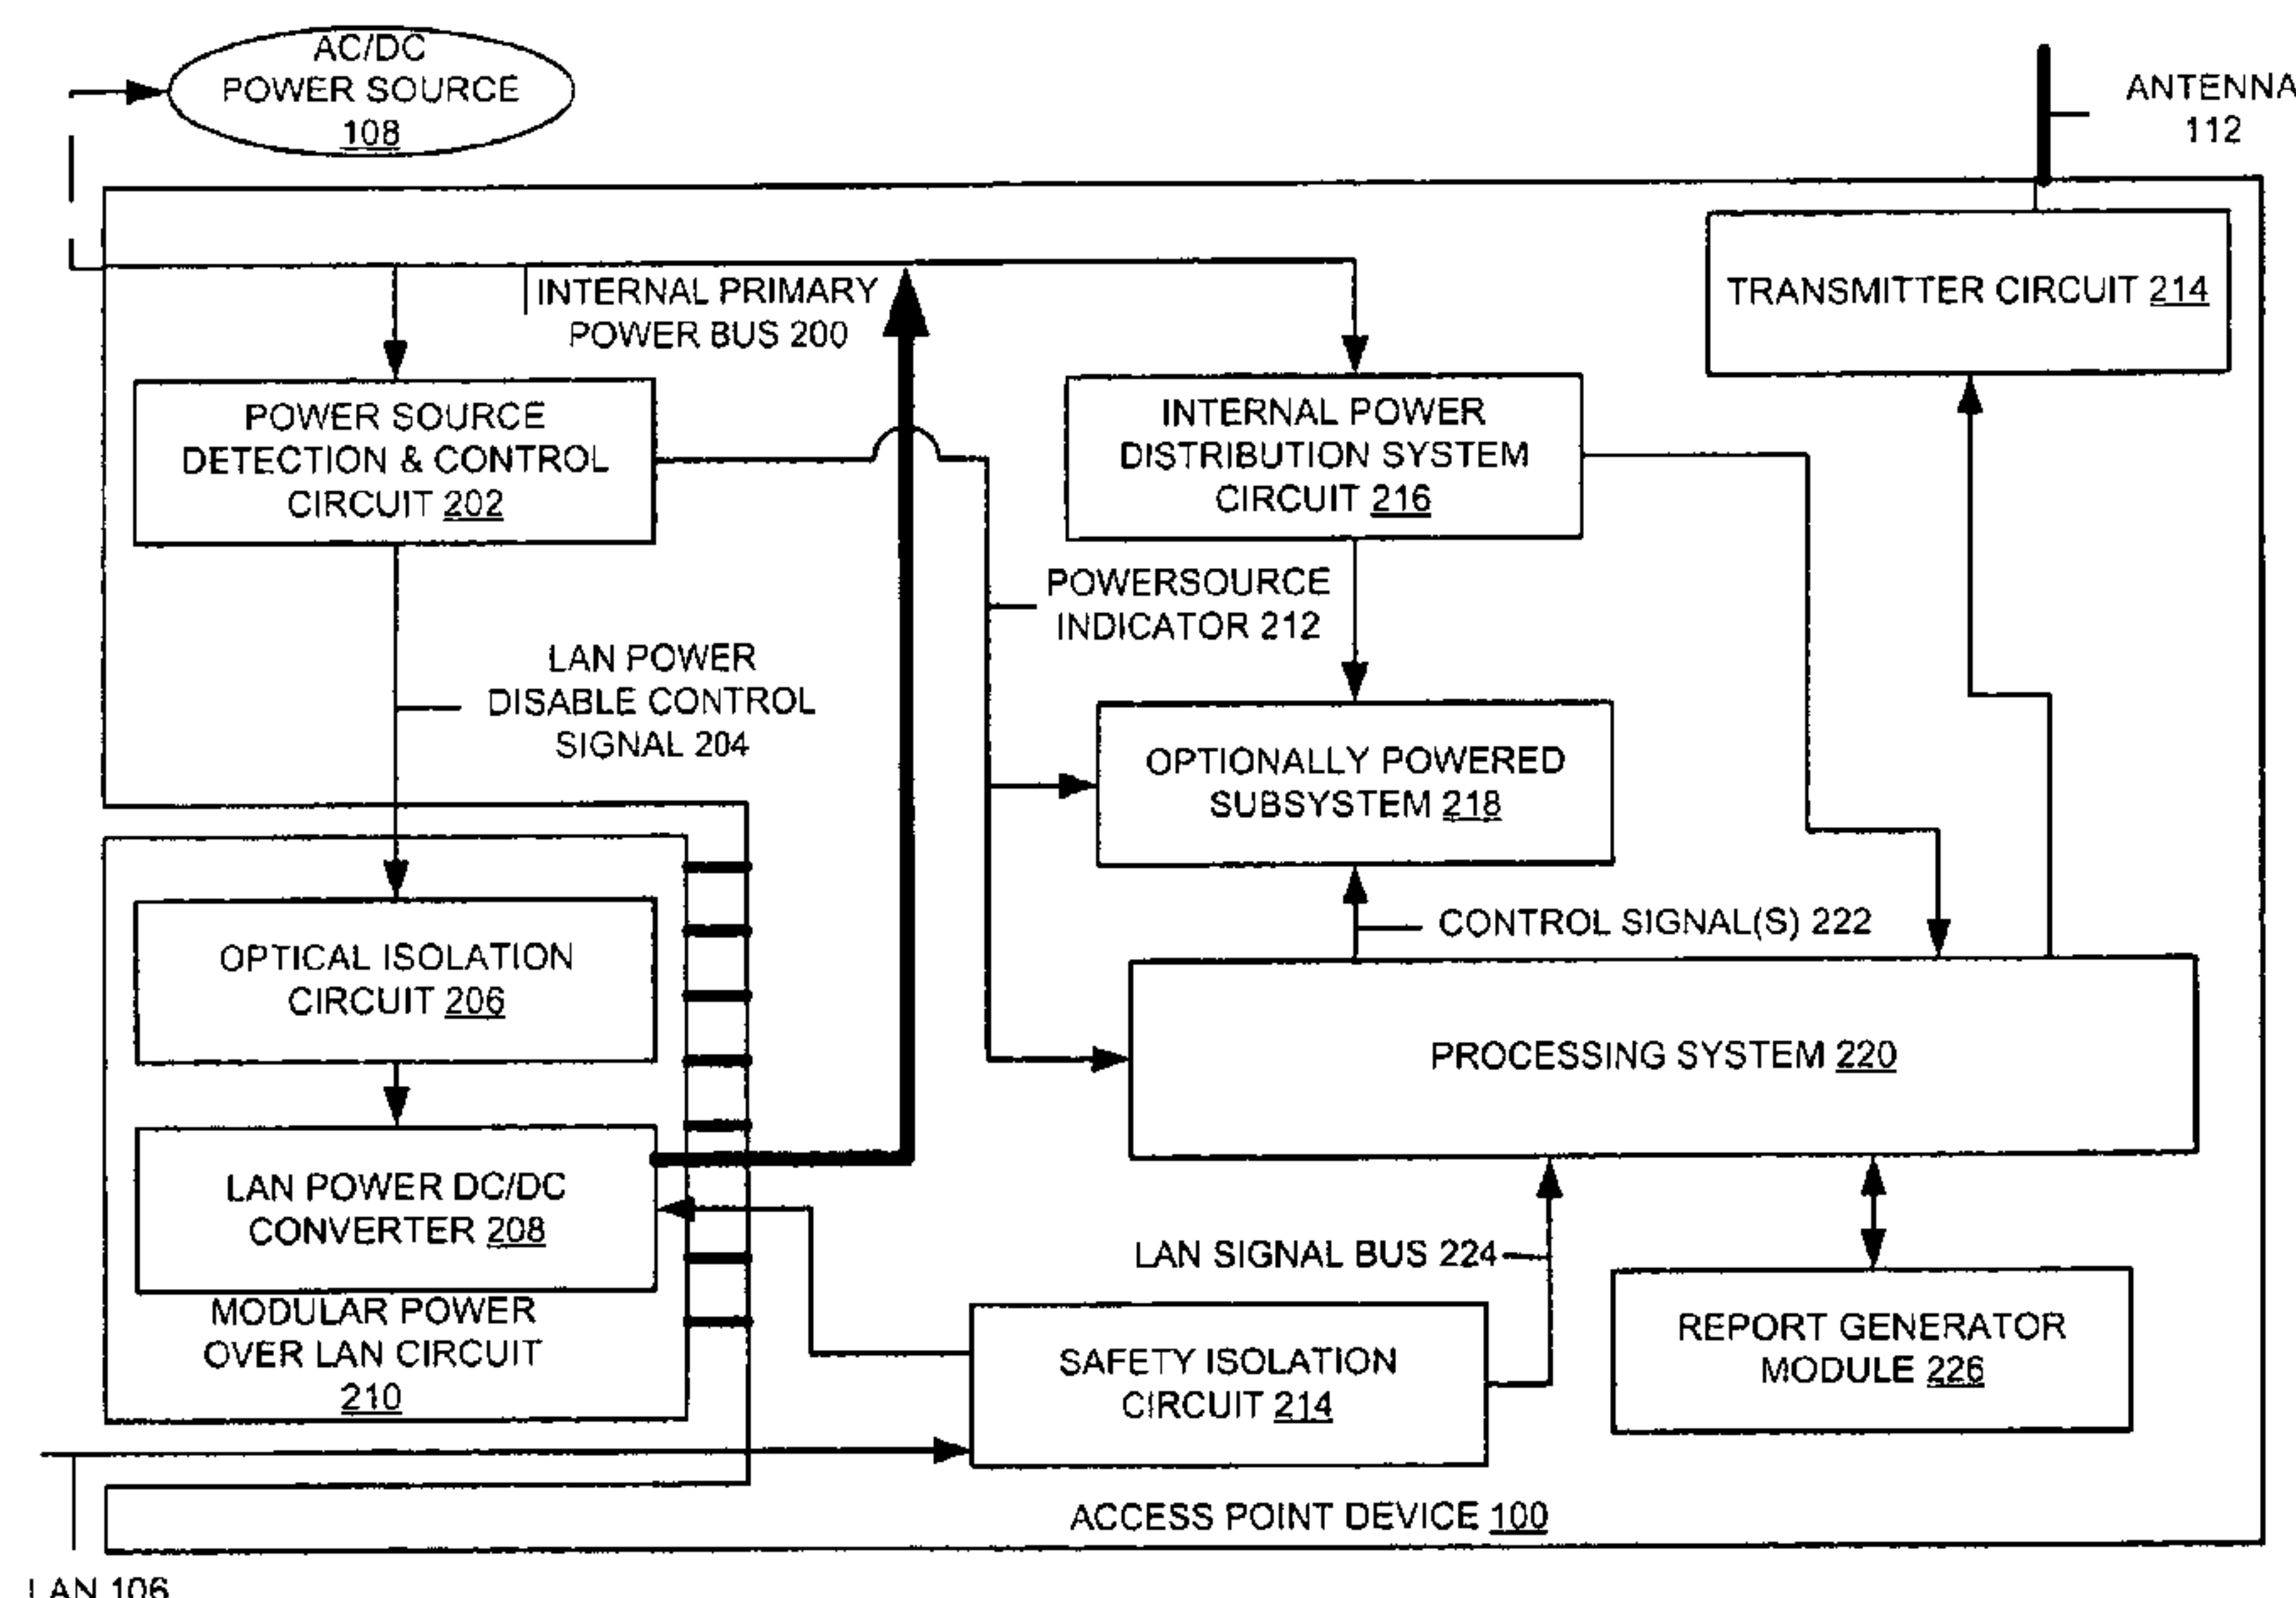 AC/DC
POWER SOURCE
108
ANTENNA
112
INTERNAL PRIMARY
POWER BUS 200
TRANSMITTER CIRCUIT 214
POWER SOURCE
DETECTION & CONTROL
CIRCUIT 202
INTERNAL POWER
DISTRIBUTION SYSTEM
CIRCUIT 216
POWERSOURCE
INDICATOR 212
LAN POWER
DISABLE CONTROL
SIGNAL 204
OPTIONALLY POWERED
SUBSYSTEM 218
CONTROL SIGNAL(S) 222
OPTICAL ISOLATION
CIRCUIT 206
PROCESSING SYSTEM 220
LAN POWER DC/DC
CONVERTER 208
LAN SIGNAL BUS 224
MODULAR POWER
OVER LAN CIRCUIT
210
SAFETY ISOLATION
CIRCUIT 214
REPORT GENERATOR
MODULE 226
ACCESS POINT DEVICE 100
LAN 106